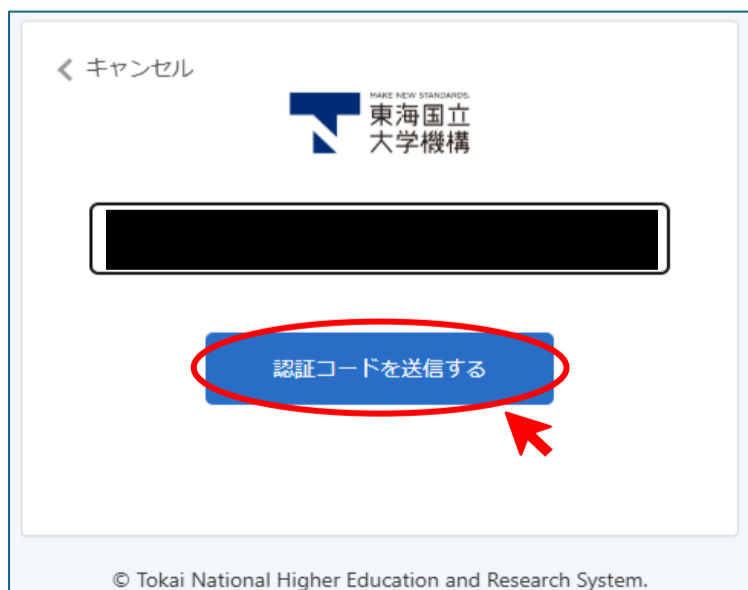 キャンセル
MAKE NEW STANDARDS.
東海国立
大学機構
認証コードを送信する
© Tokai National Higher Education and Research System.